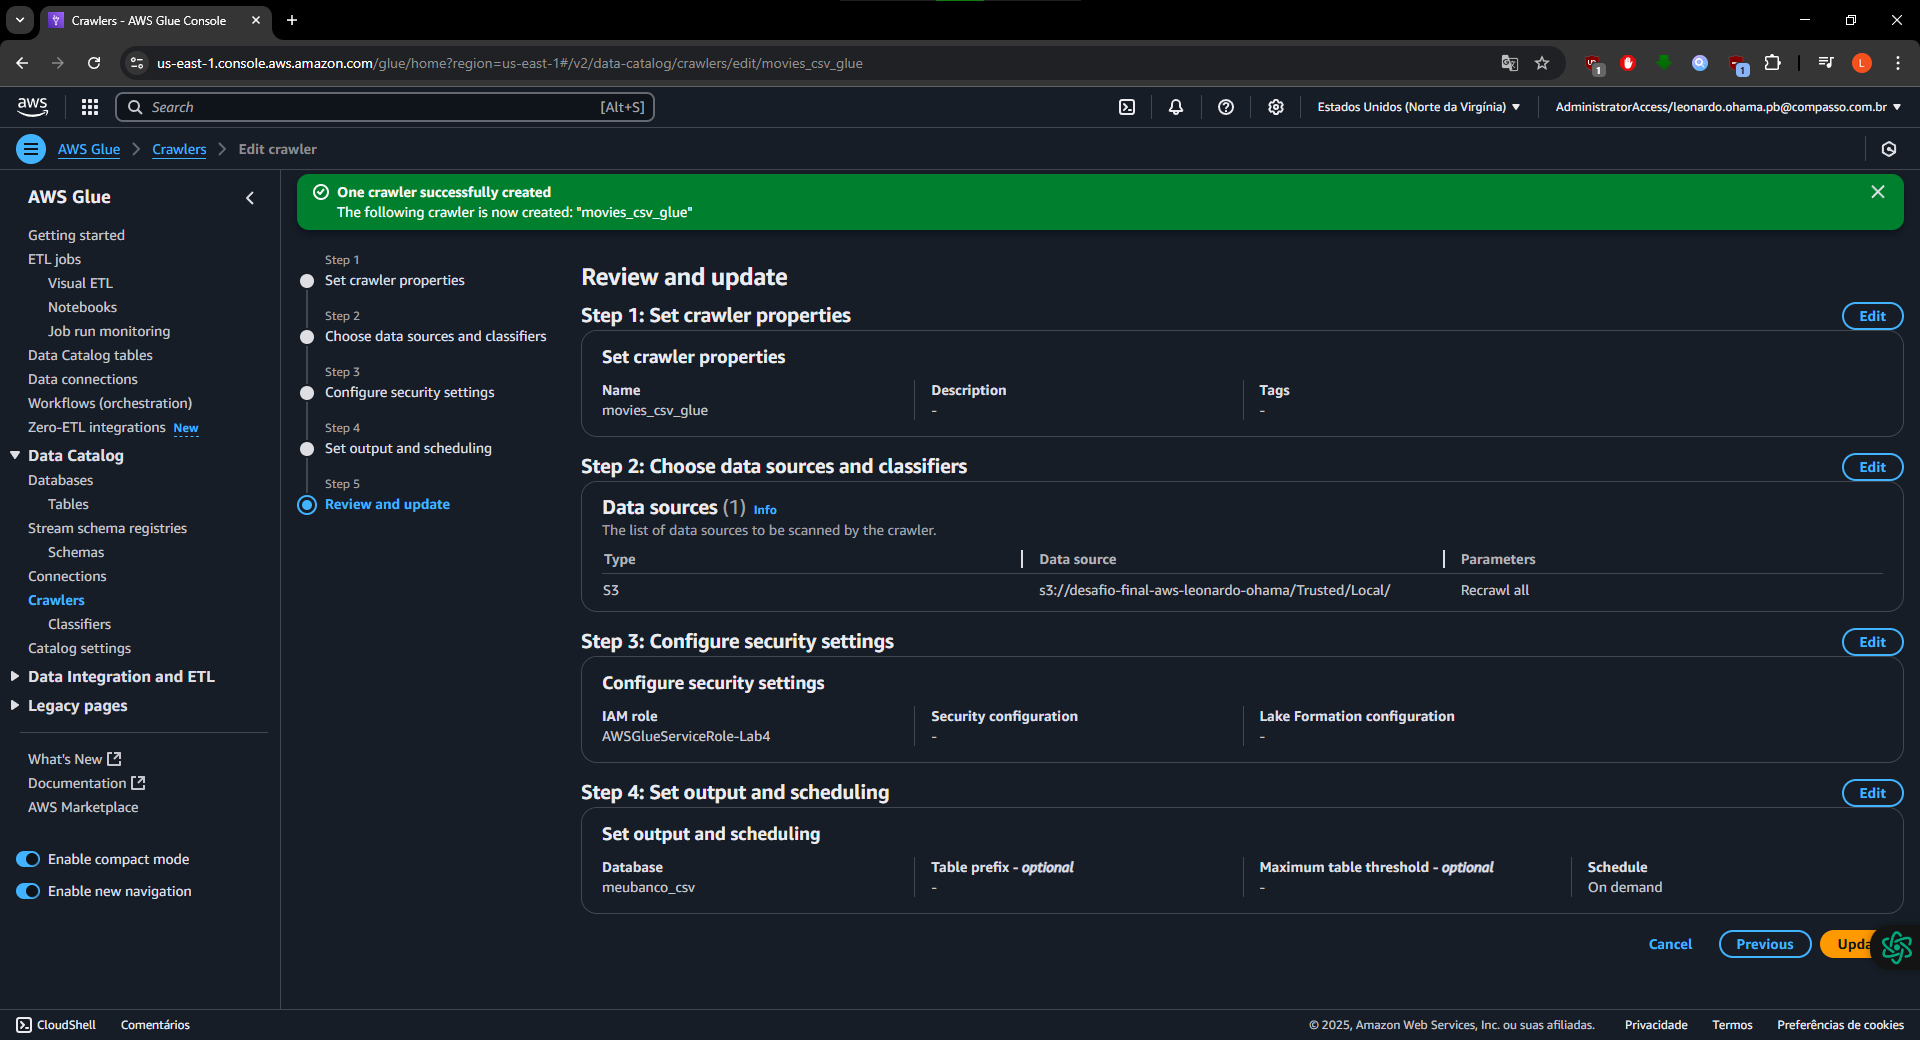 Crawlers - AWS Glue Console
us-east-1.console.aws.amazon.com/glue/home?region=us-east-1#/v2/data-catalog/crawlers/edit/movies_csv_glue
1
1
L
aws
Search
[Alt+S]
Estados Unidos (Norte da Virgínia)
AdministratorAccess/leonardo.ohama.pb@compasso.com.br
AWS Glue
Crawlers
Edit crawler
AWS Glue
Getting started
ETL jobs
Visual ETL
Notebooks
Job run monitoring
Data Catalog tables
Data connections
Workflows (orchestration)
Zero-ETL integrations New
Data Catalog
Databases
Tables
Stream schema registries
Schemas
Connections
Crawlers
Classifiers
Catalog settings
Data Integration and ETL
Legacy pages
What's New
Documentation
AWS Marketplace
Enable compact mode
Enable new navigation
One crawler successfully created
The following crawler is now created: "movies_csv_glue"
Step 1
Set crawler properties
Step 2
Choose data sources and classifiers
Step 3
Configure security settings
Step 4
Set output and scheduling
Step 5
Review and update
Review and update
Step 1: Set crawler properties
Edit
Set crawler properties
Name
movies_csv_glue
Description
-
Tags
-
Step 2: Choose data sources and classifiers
Edit
Data sources (1) Info
The list of data sources to be scanned by the crawler.
Type
Data source
Parameters
S3
s3://desafio-final-aws-leonardo-ohama/Trusted/Local/
Recrawl all
Step 3: Configure security settings
Edit
Configure security settings
IAM role
AWSGlueServiceRole-Lab4
Security configuration
-
Lake Formation configuration
-
Step 4: Set output and scheduling
Edit
Set output and scheduling
Database
meubanco_csv
Table prefix - optional
-
Maximum table threshold - optional
-
Schedule
On demand
Cancel
Previous
Upda
CloudShell
Comentários
© 2025, Amazon Web Services, Inc. ou suas afiliadas.
Privacidade
Termos
Preferências de cookies